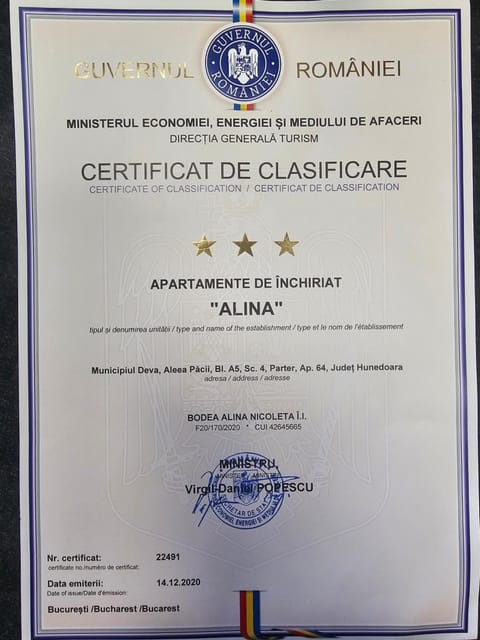 GUVERNUL ROMÂNIEI
GUVERNUL ROMÂNIEI
MINISTERUL ECONOMIEI, ENERGIEI ȘI MEDIULUI DE AFACERI
DIRECȚIA GENERALĂ TURISM
CERTIFICAT DE CLASIFICARE
CERTIFICATE OF CLASSIFICATION / CERTIFICAT DE CLASSIFICATION
APARTAMENTE DE ÎNCHIRIAT
"ALINA"
tipul și denumirea unității / type and name of the establishment / type et le nom de l'établissement
Municipiul Deva, Aleea Păcii, Bl. A5, Sc. 4, Parter, Ap. 64, Județ Hunedoara
adresa / address / adresse
BODEA ALINA NICOLETA Î.I.
F20/170/2020 * CUI 42645665
MINISTRU,
Virgil-Daniel POPESCU
SECRETAR DE STAT
Nr. certificat: 22491
certificate no./numéro de certificat:
Data emiterii: 14.12.2020
Date of issue/Date d'émission:
București /Bucharest /Bucarest